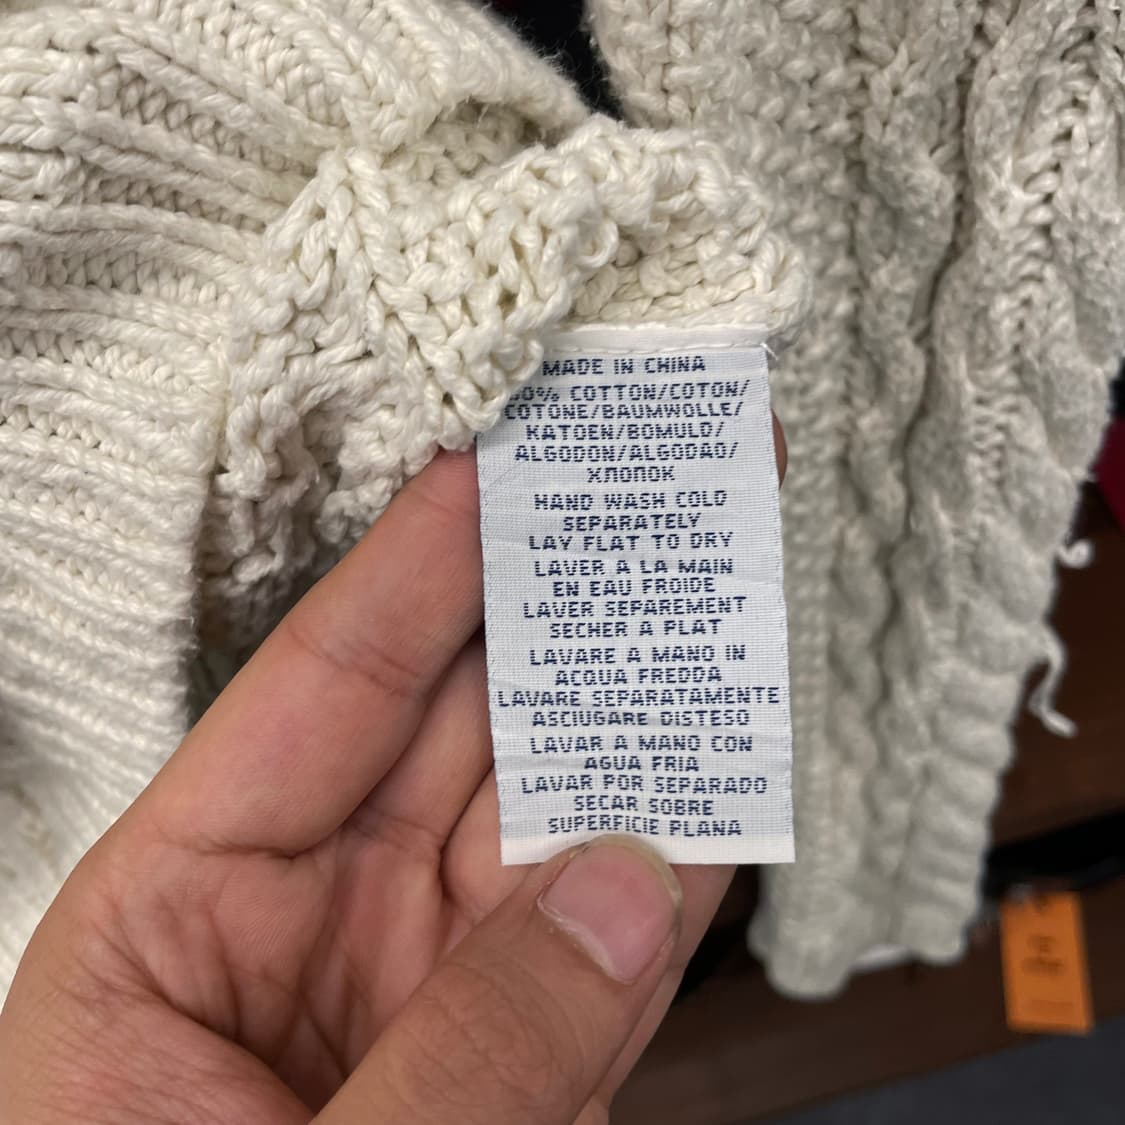 MADE IN CHINA
0% COTTON/COTON/
COTONE/BAUMWOLLE/
KATOEN/BOMULD/
ALGODON/ALGODAO/
ХЛОПОК
HAND WASH COLD
SEPARATELY
LAY FLAT TO DRY
LAVER A LA MAIN
EN EAU FROIDE
LAVER SEPAREMENT
SECHER A PLAT
LAVARE A MANO IN
ACQUA FREDDA
LAVARE SEPARATAMENTE
ASCIUGARE DISTESO
LAVAR A MANO CON
AGUA FRIA
LAVAR POR SEPARADO
SECAR SOBRE
SUPERFICIE PLANA